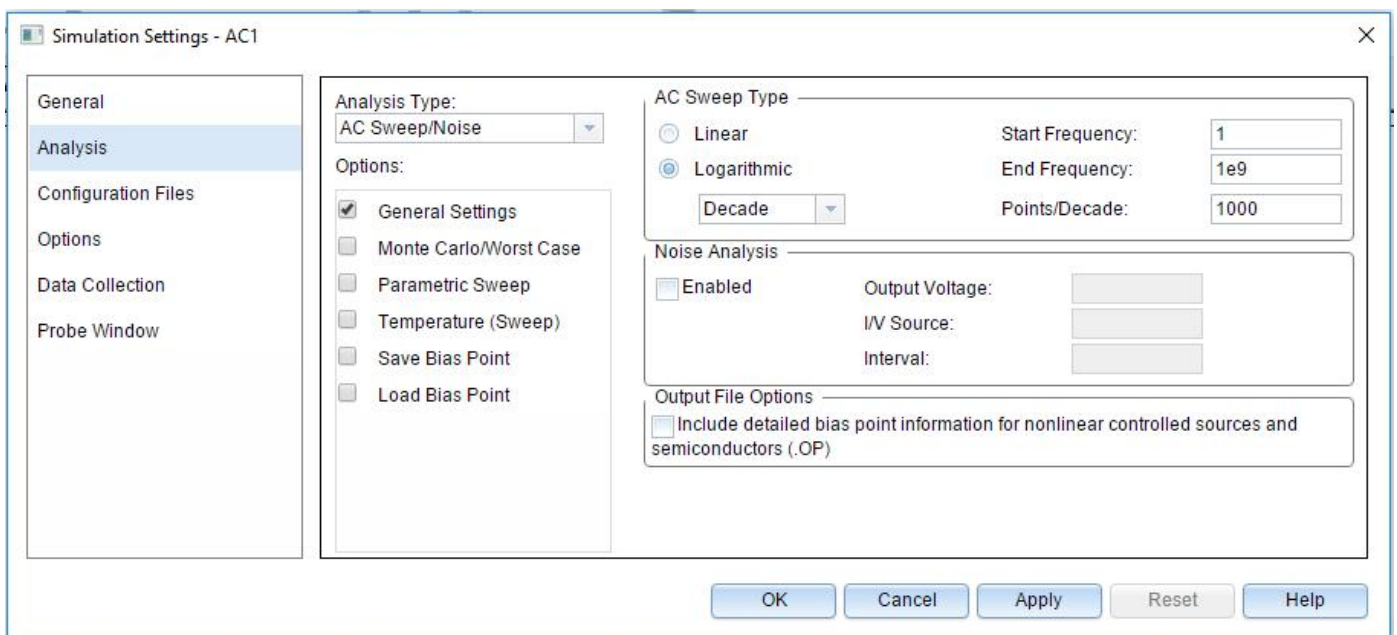 Simulation Settings - AC1
General
Analysis
Configuration Files
Options
Data Collection
Probe Window
Analysis Type:
AC Sweep/Noise
Options:
General Settings
Monte Carlo/Worst Case
Parametric Sweep
Temperature (Sweep)
Save Bias Point
Load Bias Point
AC Sweep Type
Linear
Logarithmic
Decade
Start Frequency: 1
End Frequency: 1e9
Points/Decade: 1000
Noise Analysis
Enabled
Output Voltage:
I/V Source:
Interval:
Output File Options
Include detailed bias point information for nonlinear controlled sources and
semiconductors (.OP)
OK Cancel Apply Reset Help